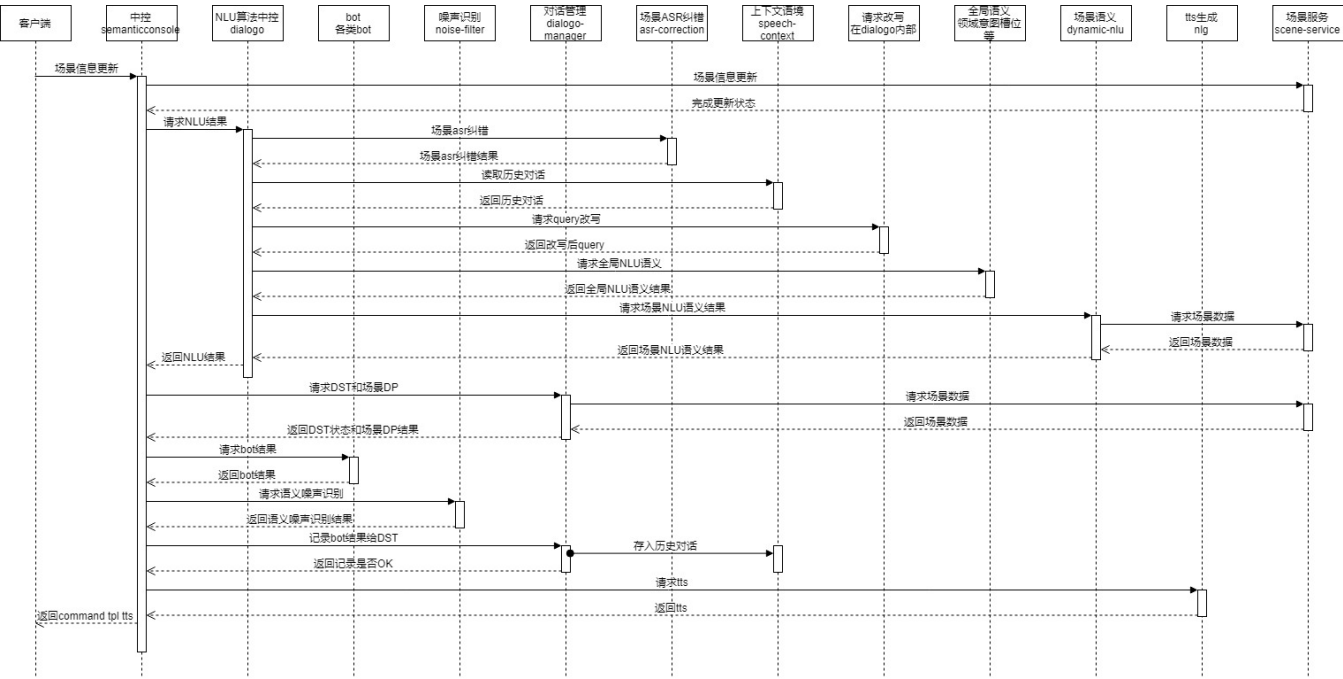 客户端
中控
semanticconsole
NLU算法中控
dialogo
bot
各类bot
噪声识别
noise-filter
对话管理
dialogo-
manager
场景ASR纠错
asr-correction
上下文语境
speech-
context
请求改写
在dialogo内部
全局语义
领域意图槽位
等
场景语义
dynamic-nlu
tts生成
nlg
场景服务
scene-service
场景信息更新
场景信息更新
完成更新状态
请求NLU结果
场景asr纠错
场景asr纠错结果
读取历史对话
返回历史对话
请求query改写
返回改写后query
请求全局NLU语义
返回全局NLU语义结果
请求场景NLU语义结果
请求场景数据
返回场景数据
返回场景NLU语义结果
返回NLU结果
请求DST和场景DP
请求场景数据
返回场景数据
返回DST状态和场景DP结果
请求bot结果
返回bot结果
请求语义噪声识别
返回语义噪声识别结果
记录bot结果给DST
存入历史对话
返回记录是否OK
请求tts
返回tts
返回command tpl tts